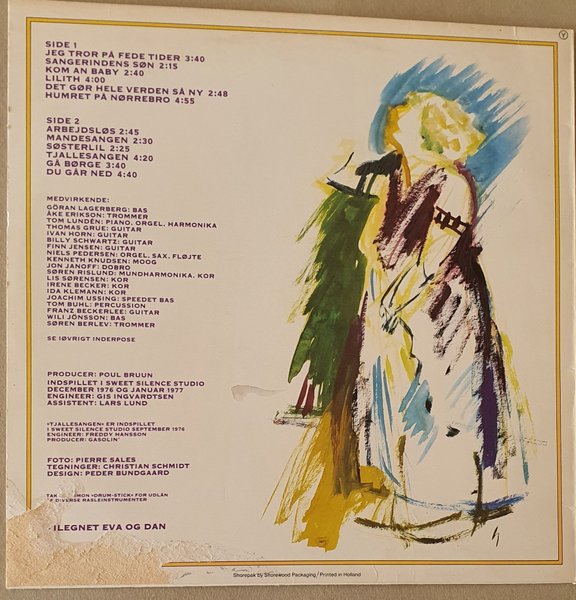 Y
SIDE 1
JEG TROR PÅ FEDE TIDER 3:40
SANGERINDENS SØN 2:15
KOM AN BABY 2:40
LILITH 4:00
DET GØR HELE VERDEN SÅ NY 2:48
HUMRET PÅ NØRREBRO 4:55
SIDE 2
ARBEJDSLØS 2:45
MANDESANGEN 2:30
SØSTERLIL 2:25
TJALLESANGEN 4:20
GÅ BØRGE 3:40
DU GÅR NED 4:40
MEDVIRKENDE:
GÖRAN LAGERBERG: BAS
ÅKE ERIKSON: TROMMER
TOM LUNDÉN: PIANO, ORGEL, HARMONIKA
THOMAS GRUE: GUITAR
IVAN HORN: GUITAR
BILLY SCHWARTZ: GUITAR
FINN JENSEN: GUITAR
NIELS PEDERSEN: ORGEL, SAX, FLØJTE
KENNETH KNUDSEN: MOOG
JON JANOFF: DOBRO
SØREN RISLUND: MUNDHARMONIKA, KOR
LIS SØRENSEN: KOR
IRENE BECKER: KOR
IDA KLEMANN: KOR
JOACHIM USSING: SPEEDET BAS
TOM BUHL: PERCUSSION
FRANZ BECKERLEE: GUITAR
WILI JÖNSSON: BAS
SØREN BERLEV: TROMMER
SE IØVRIGT INDERPOSE
PRODUCER: POUL BRUUN
INDSPILLET I SWEET SILENCE STUDIO
DECEMBER 1976 OG JANUAR 1977
ENGINEER: GIS INGVARDTSEN
ASSISTENT: LARS LUND
»TJALLESANGEN« ER INDSPILLET
I SWEET SILENCE STUDIO SEPTEMBER 1976
ENGINEER: FREDDY HANSSON
PRODUCER: GASOLIN'
FOTO: PIERRE SALES
TEGNINGER: CHRISTIAN SCHMIDT
DESIGN: PEDER BUNDGAARD
TAK IMON »DRUM-STICK« FOR UDLÅN
F DIVERSE RASLEINSTRUMENTER
ILEGNET EVA OG DAN
Shorepak by Shorewood Packaging / Printed in Holland